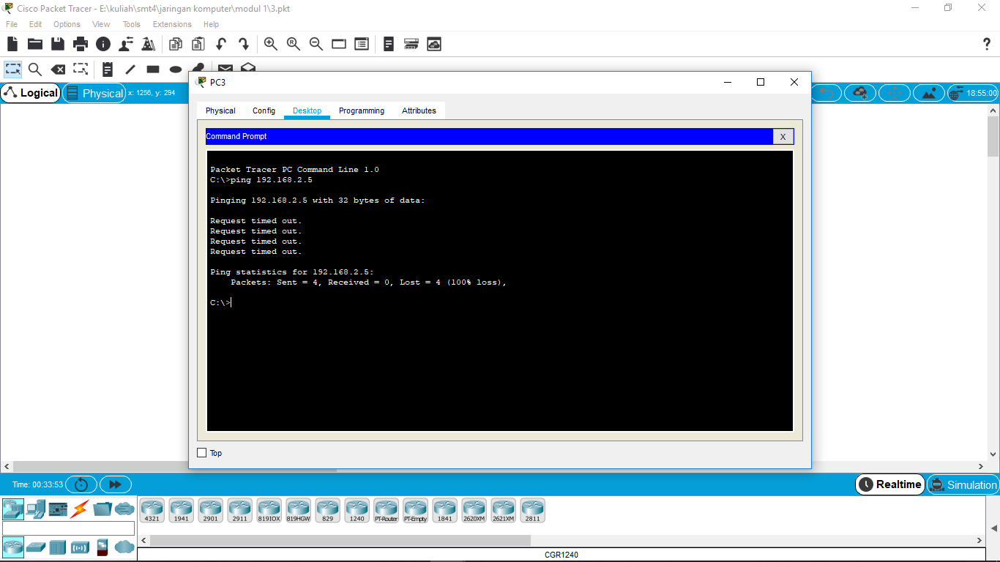 Cisco Packet Tracer - E:\kuliah\smt4\jaringan komputer\modul 1\3.pkt
File Edit Options View Tools Extensions Help
R
?
Logical Physical x: 1256, y: 294 18:55:00
PC3
Physical Config Desktop Programming Attributes
Command Prompt X
Packet Tracer PC Command Line 1.0
C:\>ping 192.168.2.5
Pinging 192.168.2.5 with 32 bytes of data:
Request timed out.
Request timed out.
Request timed out.
Request timed out.
Ping statistics for 192.168.2.5:
Packets: Sent = 4, Received = 0, Lost = 4 (100% loss),
C:\>
Top
Time: 00:33:53 Realtime Simulation
4321 1941 2901 2911 819IOX 819HGW 829 1240 PT-Router PT-Empty 1841 2620XM 2621XM 2811
CGR1240